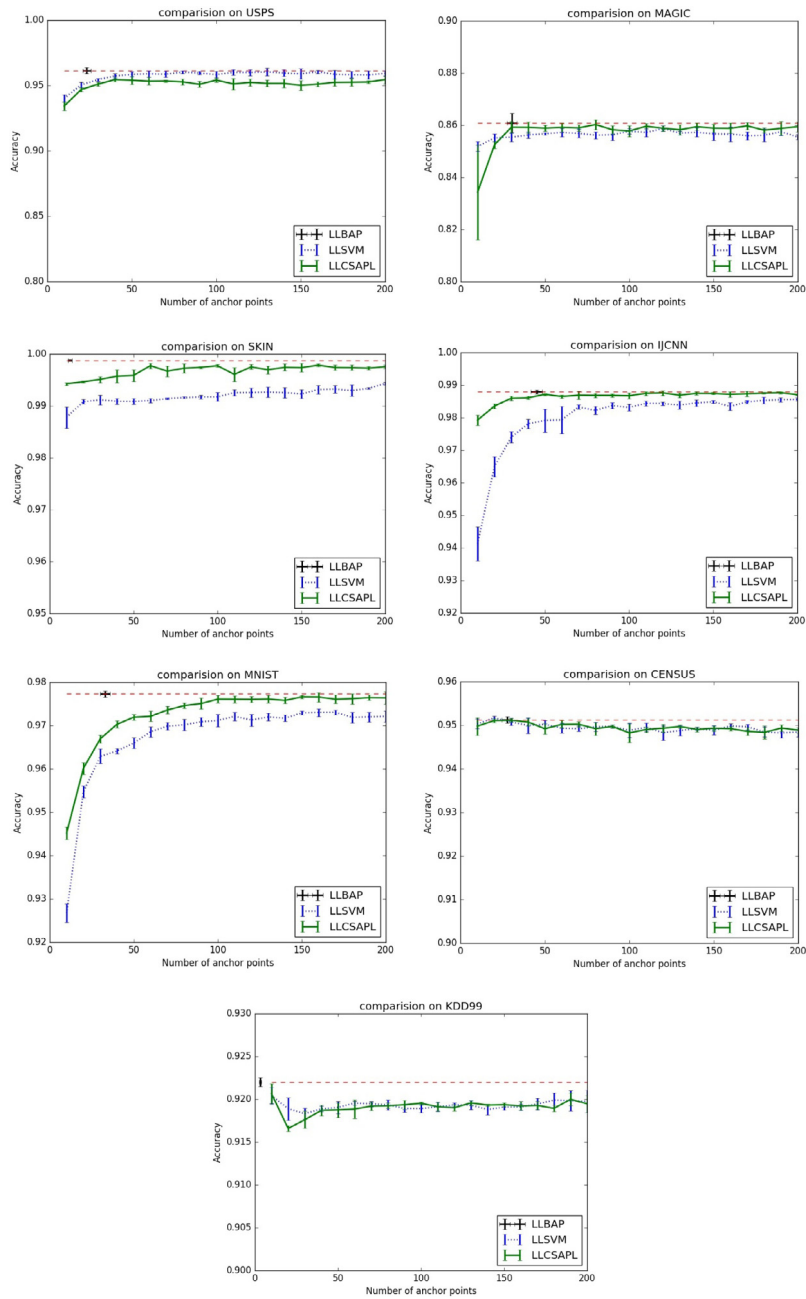 comparision on USPS
1.00
0.95
0.90
0.85
0.80
Accuracy
LLBAP
LLSVM
LLCSAPL
0 50 100 150 200
Number of anchor points
comparision on MAGIC
0.90
0.88
0.86
0.84
0.82
0.80
Accuracy
LLBAP
LLSVM
LLCSAPL
0 50 100 150 200
Number of anchor points
comparision on SKIN
1.00
0.99
0.98
0.97
0.96
0.95
Accuracy
LLBAP
LLSVM
LLCSAPL
0 50 100 150 200
Number of anchor points
comparision on IJCNN
1.00
0.99
0.98
0.97
0.96
0.95
0.94
0.93
0.92
Accuracy
LLBAP
LLSVM
LLCSAPL
0 50 100 150 200
Number of anchor points
comparision on MNIST
0.98
0.97
0.96
0.95
0.94
0.93
0.92
Accuracy
LLBAP
LLSVM
LLCSAPL
0 50 100 150 200
Number of anchor points
comparision on CENSUS
0.96
0.95
0.94
0.93
0.92
0.91
0.90
Accuracy
LLBAP
LLSVM
LLCSAPL
0 50 100 150 200
Number of anchor points
comparision on KDD99
0.930
0.925
0.920
0.915
0.910
0.905
0.900
Accuracy
LLBAP
LLSVM
LLCSAPL
0 50 100 150 200
Number of anchor points